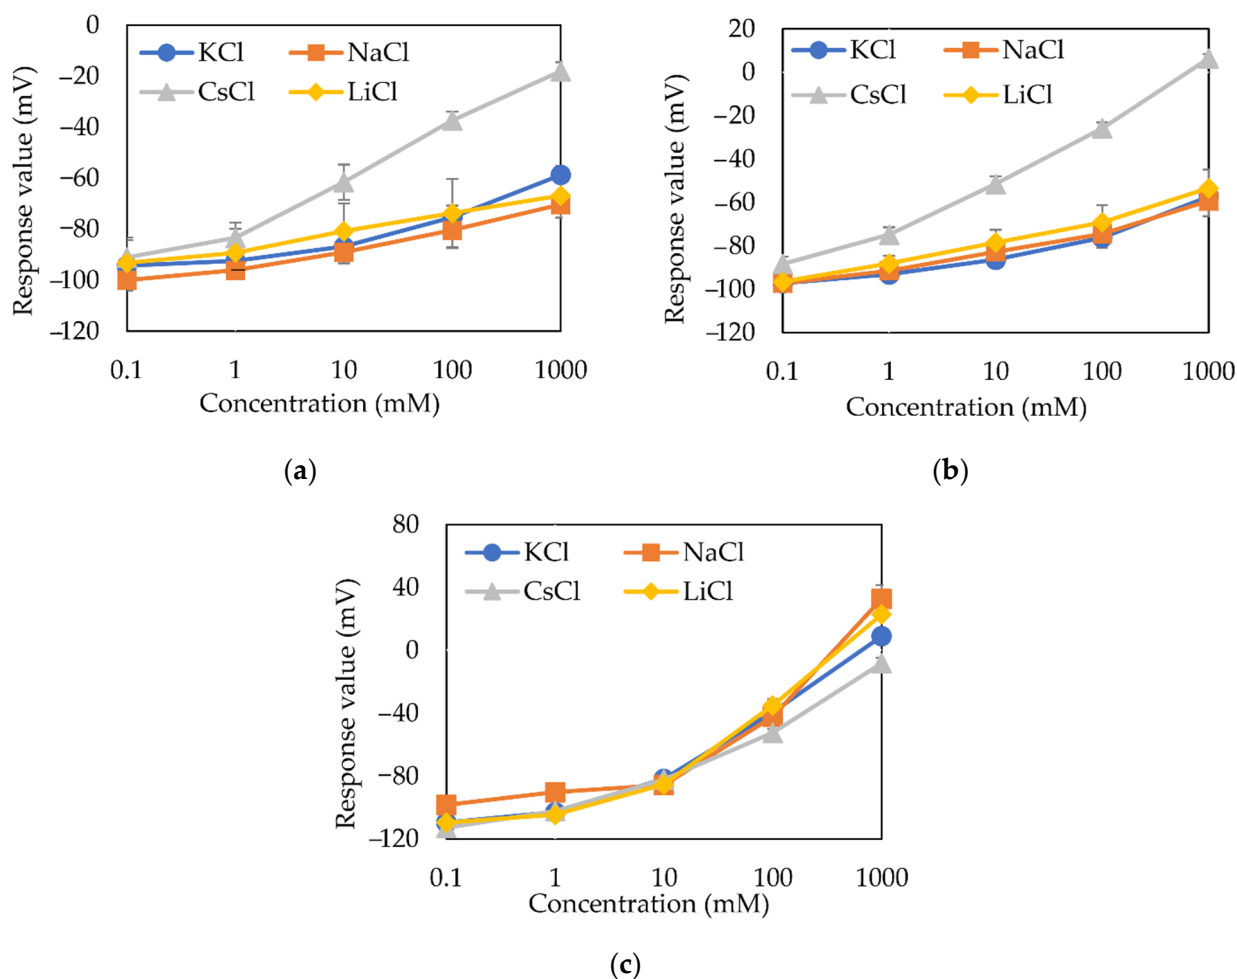 0
–20
–40
–60
–80
–100
–120
Response value (mV)
KCl
NaCl
CsCl
LiCl
0.1 1 10 100 1000
Concentration (mM)
(a)
20
0
–20
–40
–60
–80
–100
–120
Response value (mV)
KCl
NaCl
CsCl
LiCl
0.1 1 10 100 1000
Concentration (mM)
(b)
80
40
0
–40
–80
–120
Response value (mV)
KCl
NaCl
CsCl
LiCl
0.1 1 10 100 1000
Concentration (mM)
(c)